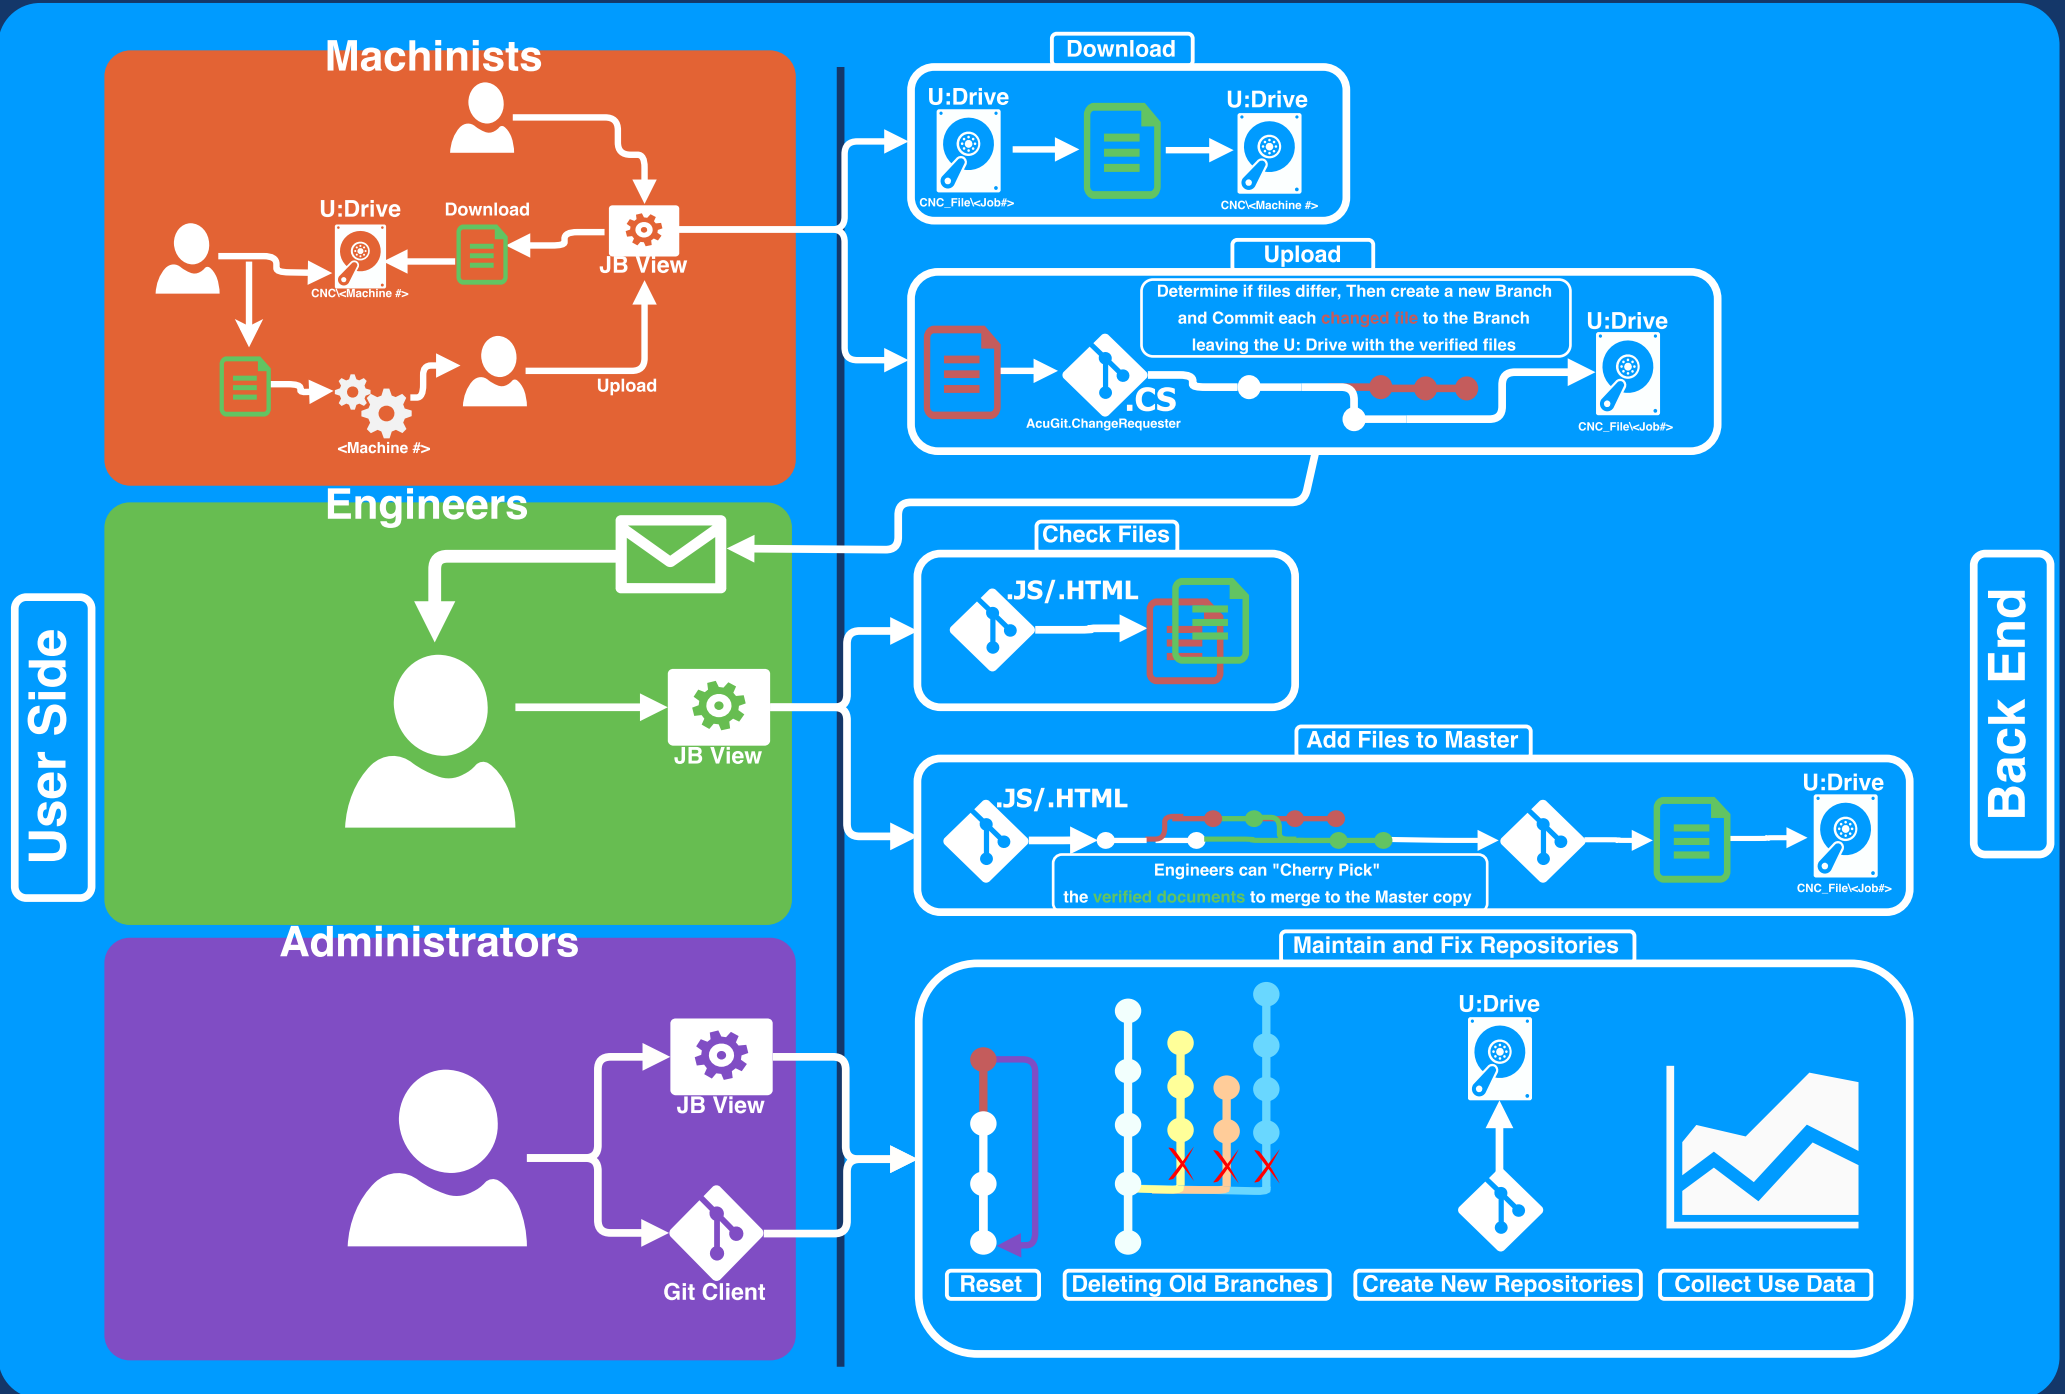 Machinists
U:Drive
Download
CNC\<Machine #>
JB View
<Machine #>
Upload
Download
U:Drive
CNC_File\<Job#>
U:Drive
CNC\<Machine #>
Upload
Determine if files differ, Then create a new Branch
and Commit each changed file to the Branch
leaving the U: Drive with the verified files
.CS
AcuGit.ChangeRequester
U:Drive
CNC_File\<Job#>
Engineers
JB View
Check Files
.JS/.HTML
Add Files to Master
.JS/.HTML
Engineers can "Cherry Pick"
the verified documents to merge to the Master copy
U:Drive
CNC_File\<Job#>
User Side
Back End
Administrators
JB View
Git Client
Maintain and Fix Repositories
U:Drive
Reset
Deleting Old Branches
Create New Repositories
Collect Use Data